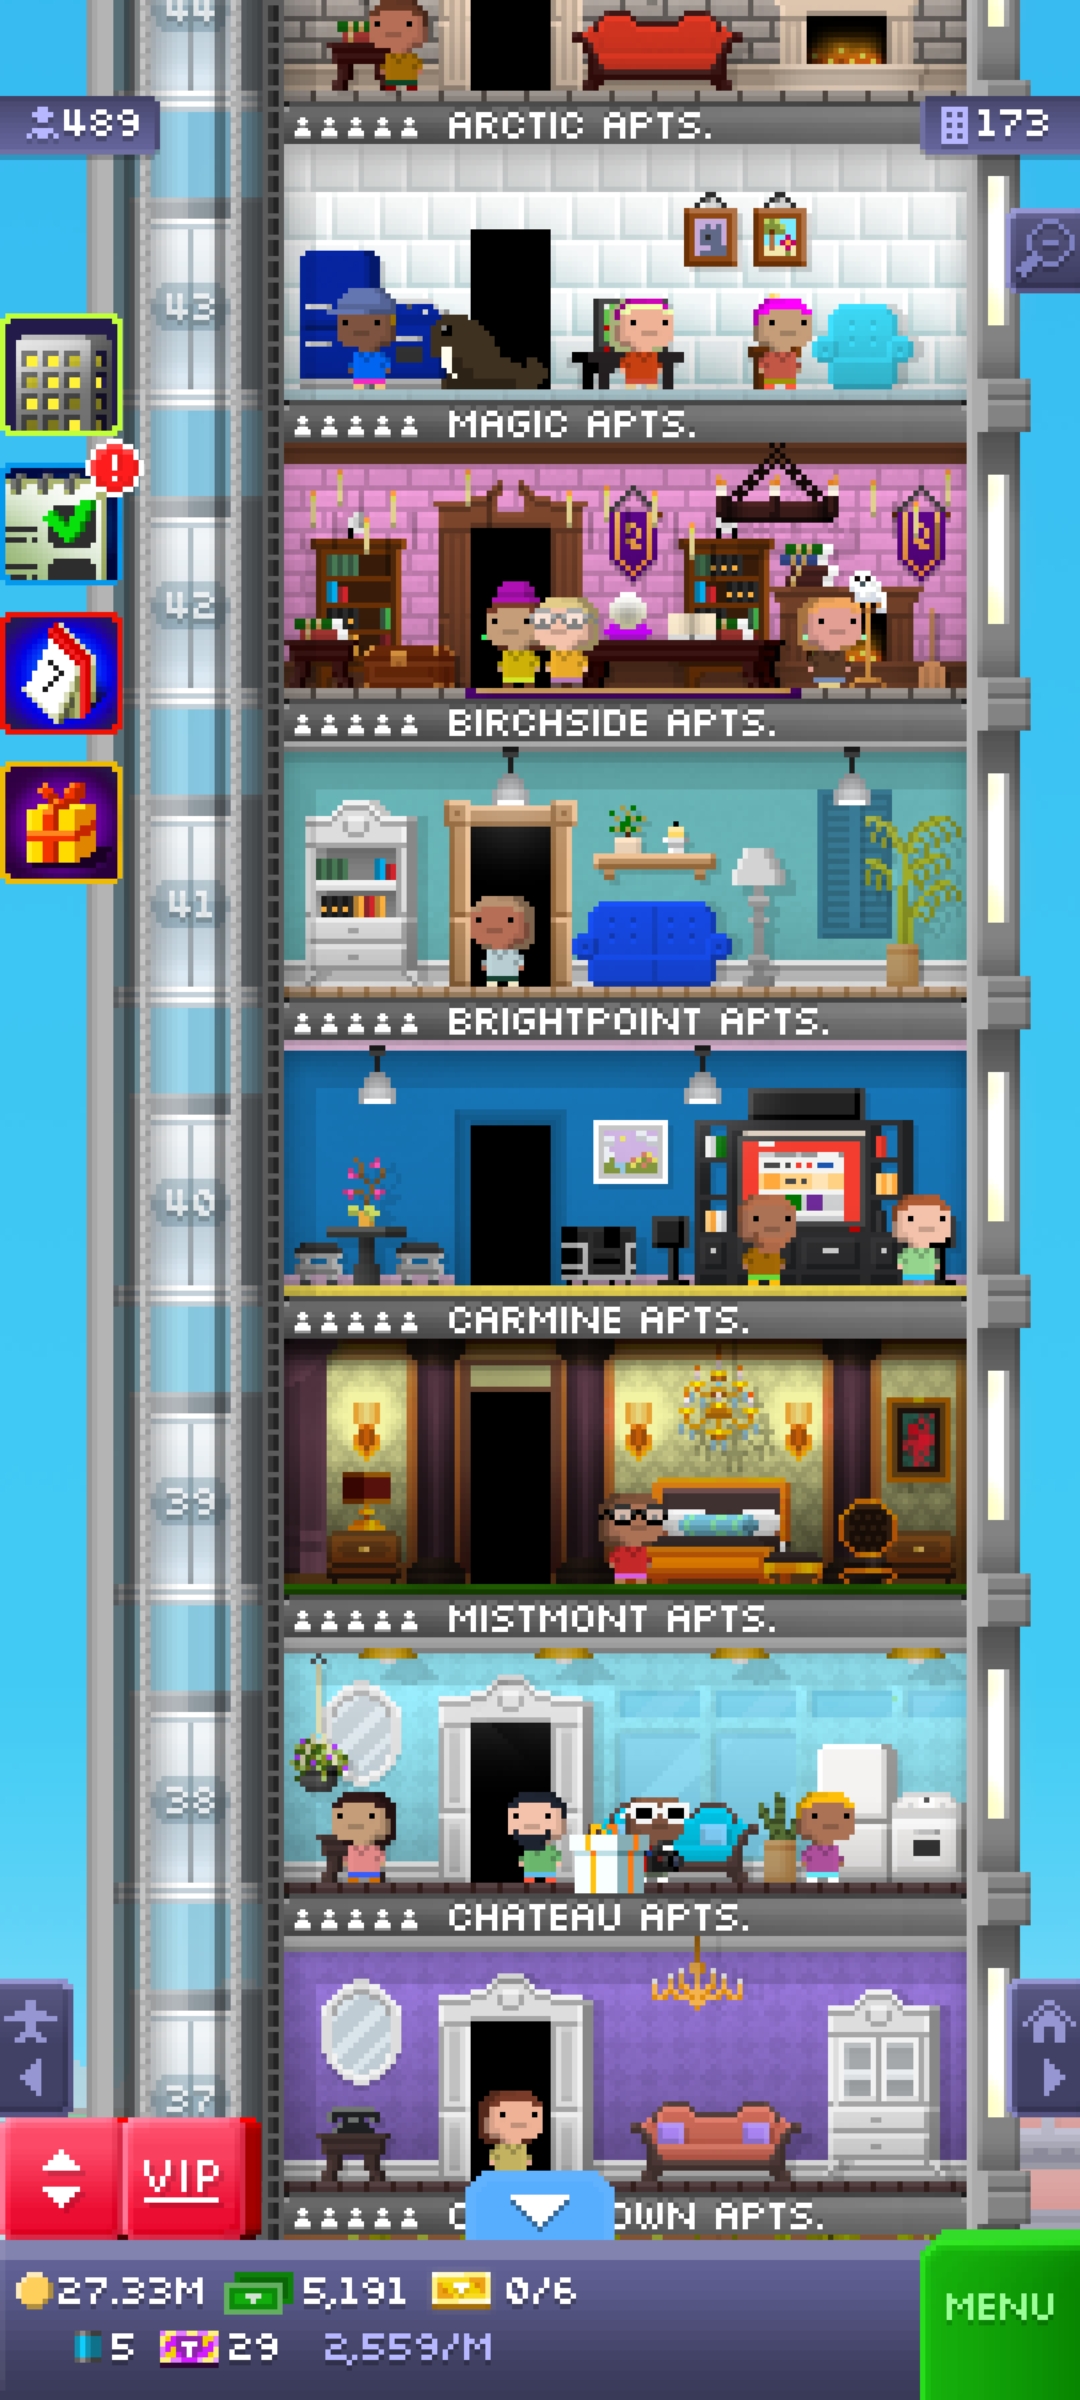 44
489
173
ARCTIC APTS.
43
MAGIC APTS.
42
BIRCHSIDE APTS.
41
BRIGHTPOINT APTS.
40
CARMINE APTS.
39
MISTMONT APTS.
38
CHATEAU APTS.
37
VIP
OWN APTS.
27.33M 5,191 0/6
5 29 2,559/M
MENU